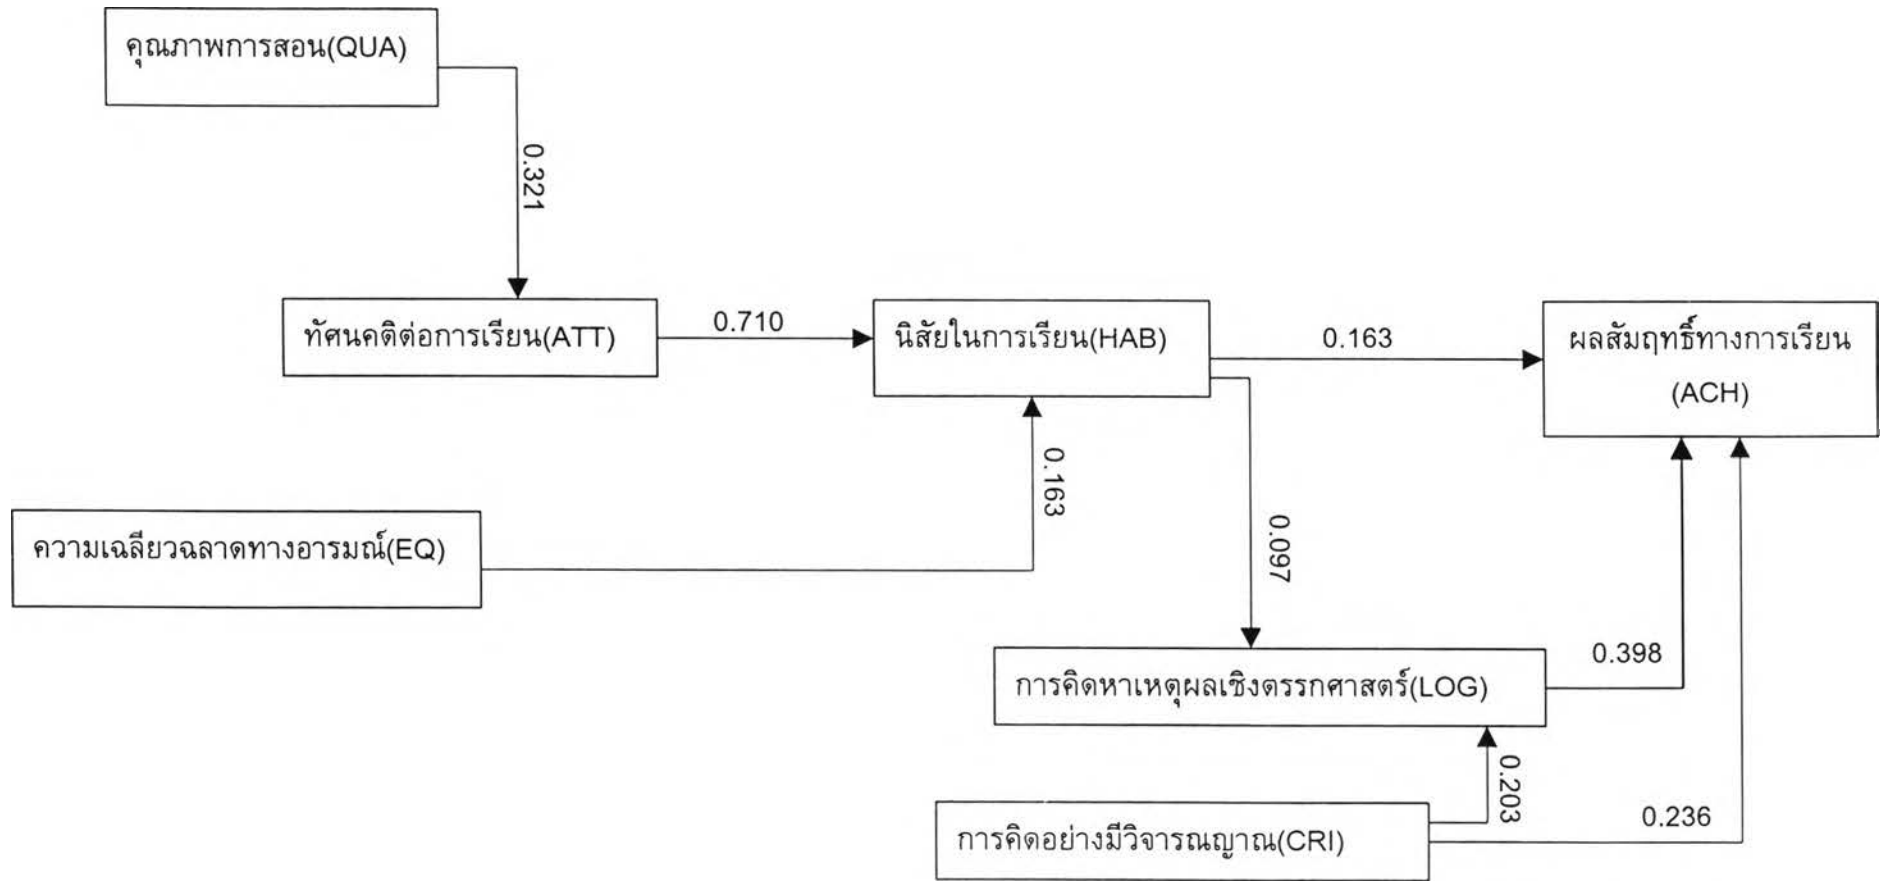 คุณภาพการสอน(QUA)
0.321
ทัศนคติต่อการเรียน(ATT)
0.710
นิสัยในการเรียน(HAB)
0.163
ผลสัมฤทธิ์ทางการเรียน
(ACH)
0.163
ความเฉลียวฉลาดทางอารมณ์(EQ)
0.097
การคิดหาเหตุผลเชิงตรรกศาสตร์(LOG)
0.398
0.203
การคิดอย่างมีวิจารณญาณ(CRI)
0.236